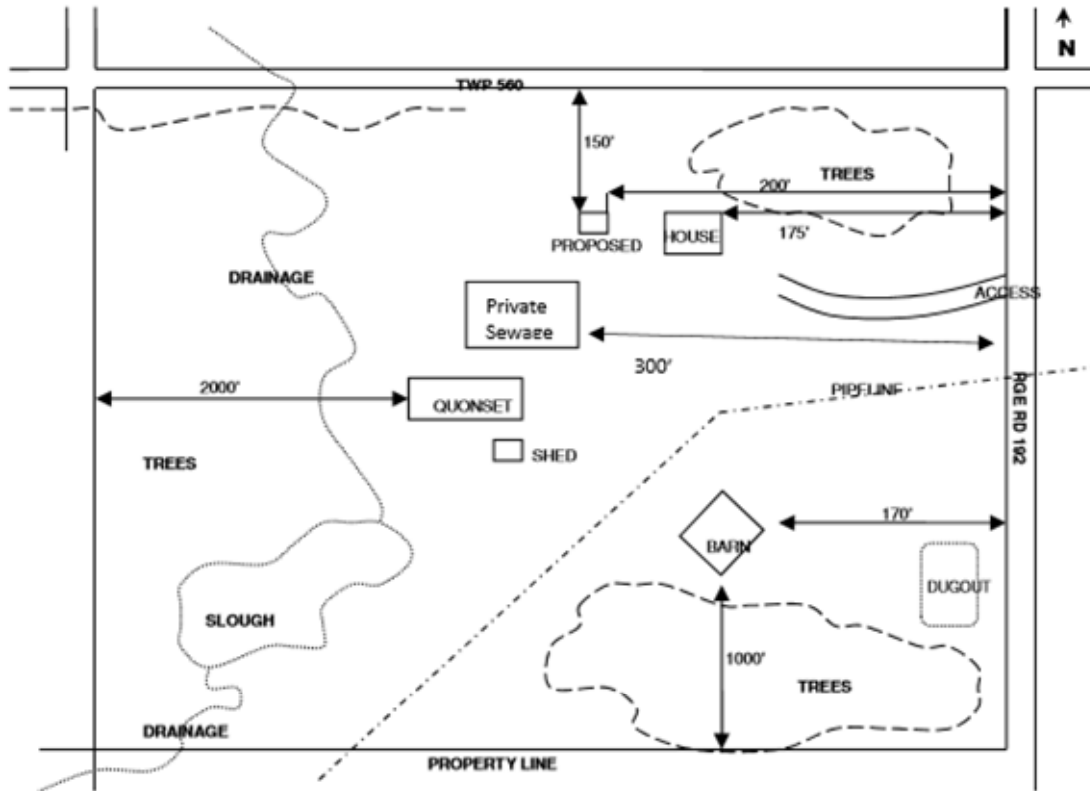 N
TWP 560
150'
TREES
200'
175'
PROPOSED
HOUSE
DRAINAGE
ACCESS
Private
Sewage
300'
2000'
PIPELINE
QUONSET
RGE RD 192
SHED
TREES
170'
BARN
DUGOUT
SLOUGH
1000'
TREES
DRAINAGE
PROPERTY LINE